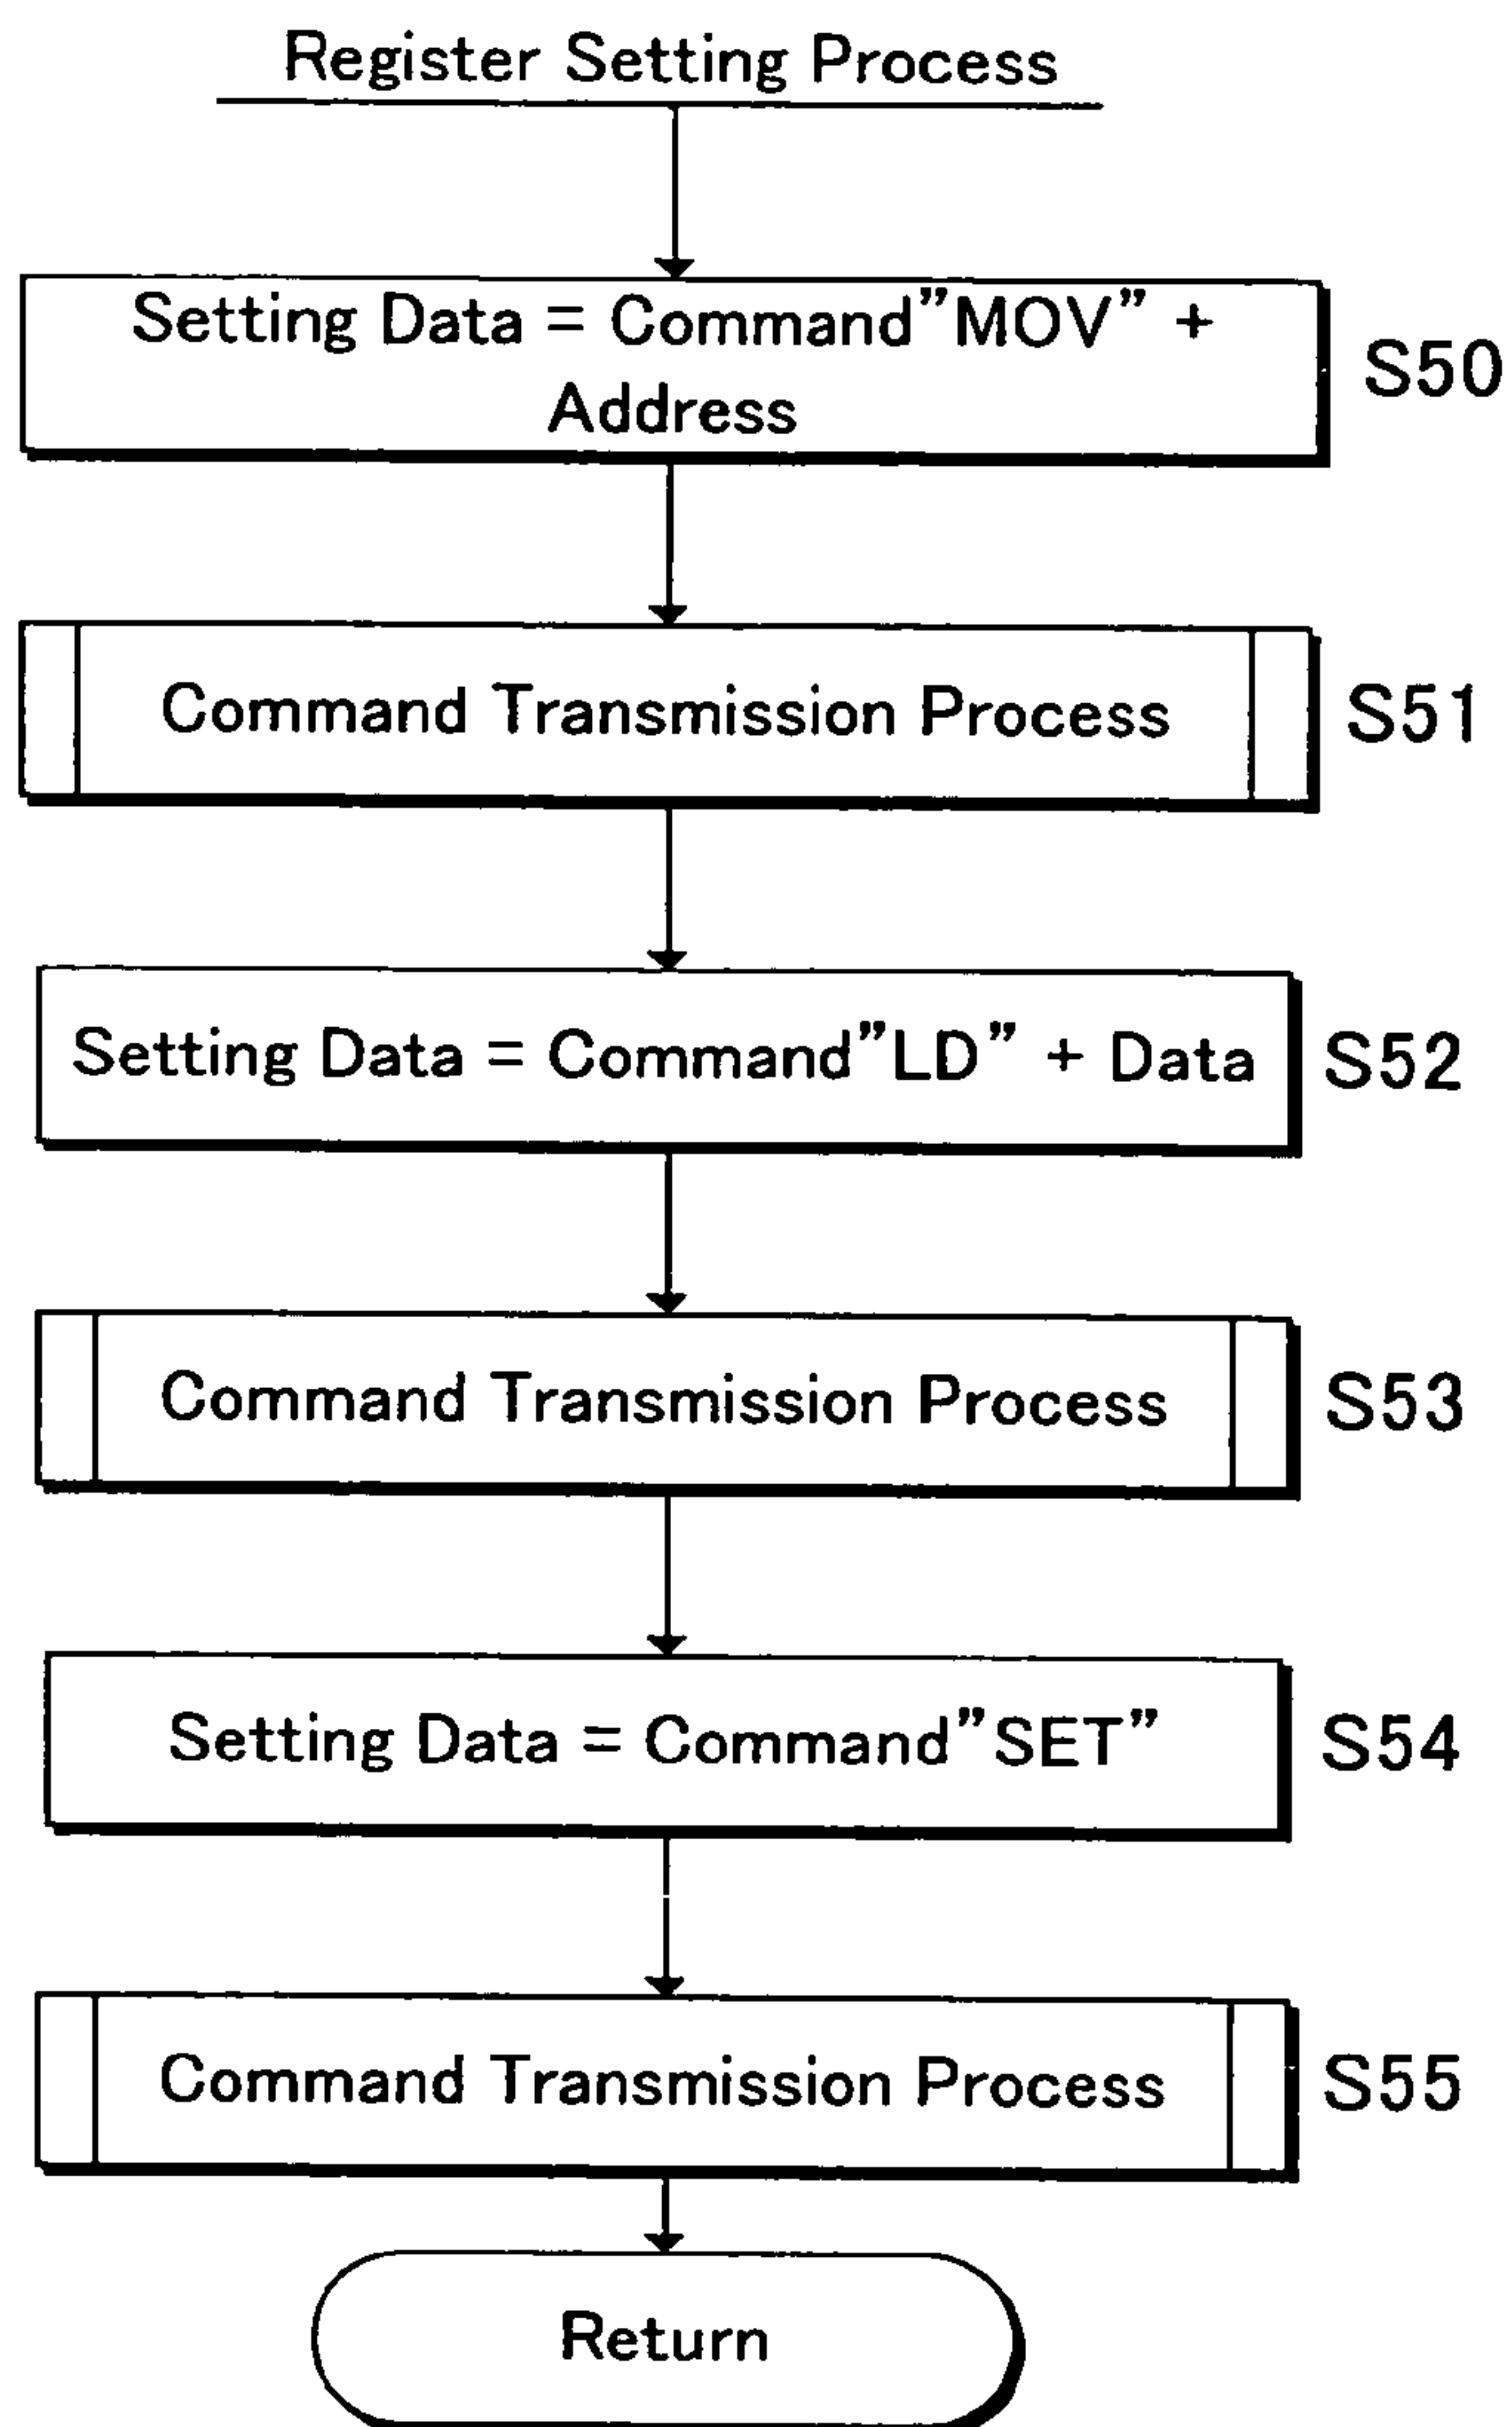 Register Setting Process
Setting Data = Command”MOV” +
Address
S50
Command Transmission Process
S51
Setting Data = Command”LD” + Data
S52
Command Transmission Process
S53
Setting Data = Command”SET”
S54
Command Transmission Process
S55
Return